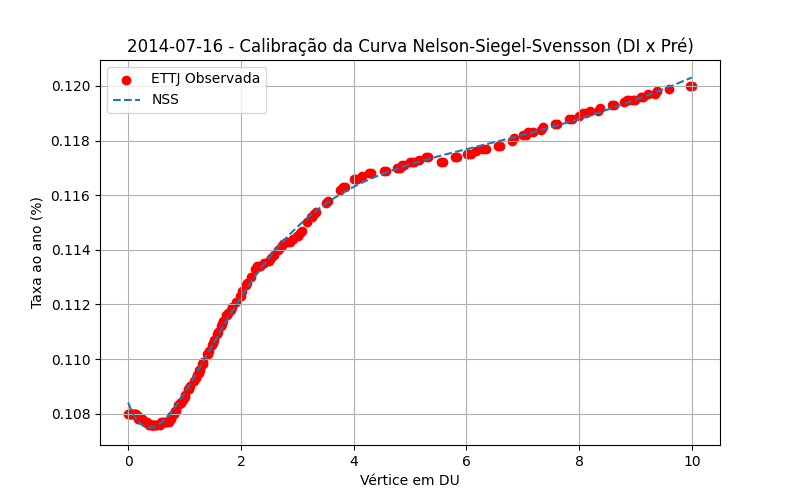 2014-07-16 - Calibração da Curva Nelson-Siegel-Svensson (DI x Pré)
ETTJ Observada
NSS
Taxa ao ano (%)
0.120
0.118
0.116
0.114
0.112
0.110
0.108
0 2 4 6 8 10
Vértice em DU